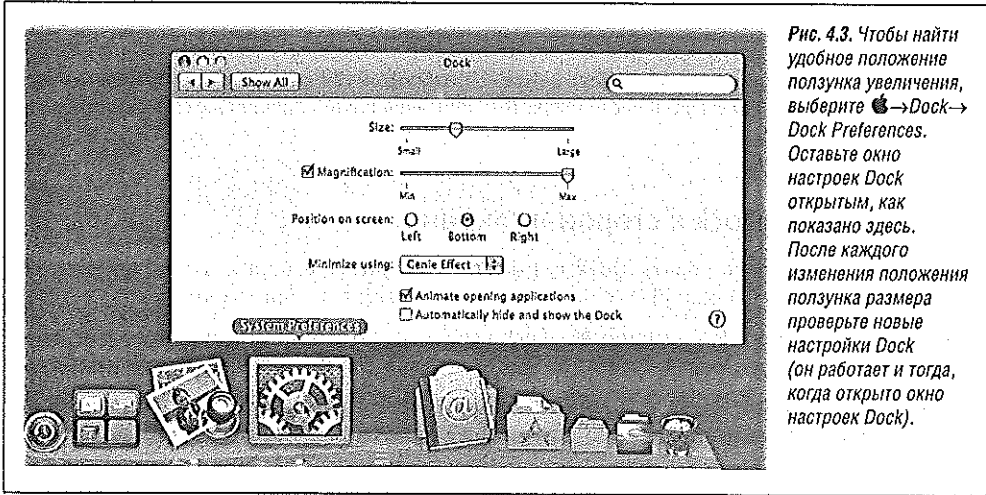 Dock
Show All
Size:
Small Large
Magnification:
Min Max
Position on screen:
Left Bottom Right
Minimize using: Genie Effect
Animate opening applications
Automatically hide and show the Dock
?
System Preferences
@
@
Рис. 4.3. Чтобы найти
удобное положение
ползунка увеличения,
выберите →Dock→
Dock Preferences.
Оставьте окно
настроек Dock
открытым, как
показано здесь.
После каждого
изменения положения
ползунка размера
проверьте новые
настройки Dock
(он работает и тогда,
когда открыто окно
настроек Dock).